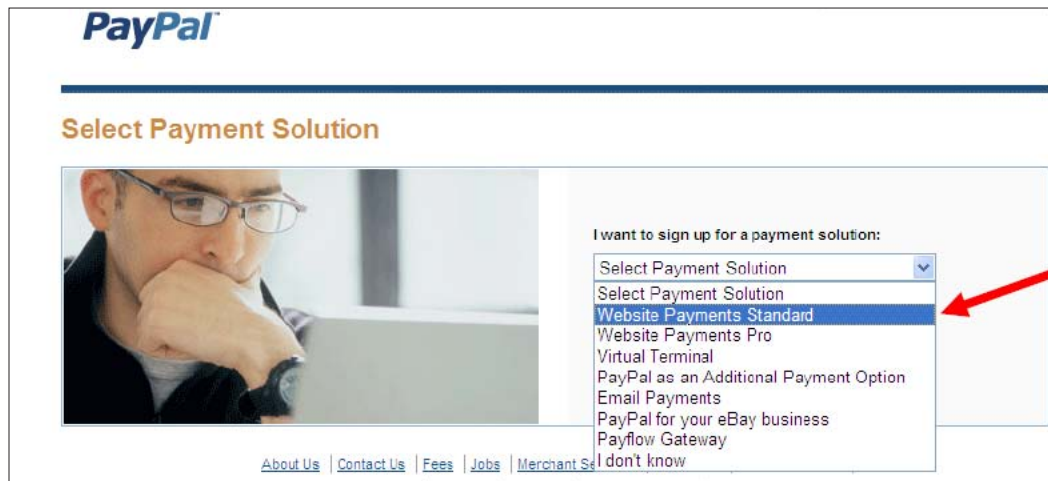 PayPal
Select Payment Solution
I want to sign up for a payment solution:
Select Payment Solution
Select Payment Solution
Website Payments Standard
Website Payments Pro
Virtual Terminal
PayPal as an Additional Payment Option
Email Payments
PayPal for your eBay business
Payflow Gateway
I don't know
About Us | Contact Us | Fees | Jobs | Merchant Se